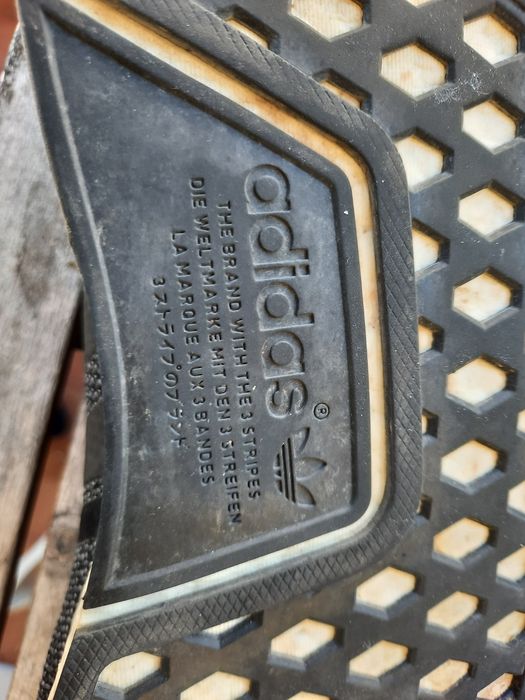 adidas®
THE BRAND WITH THE 3 STRIPES
DIE WELTMARKE MIT DEN 3 STREIFEN
LA MARQUE AUX 3 BANDES
3ストライプのブランド